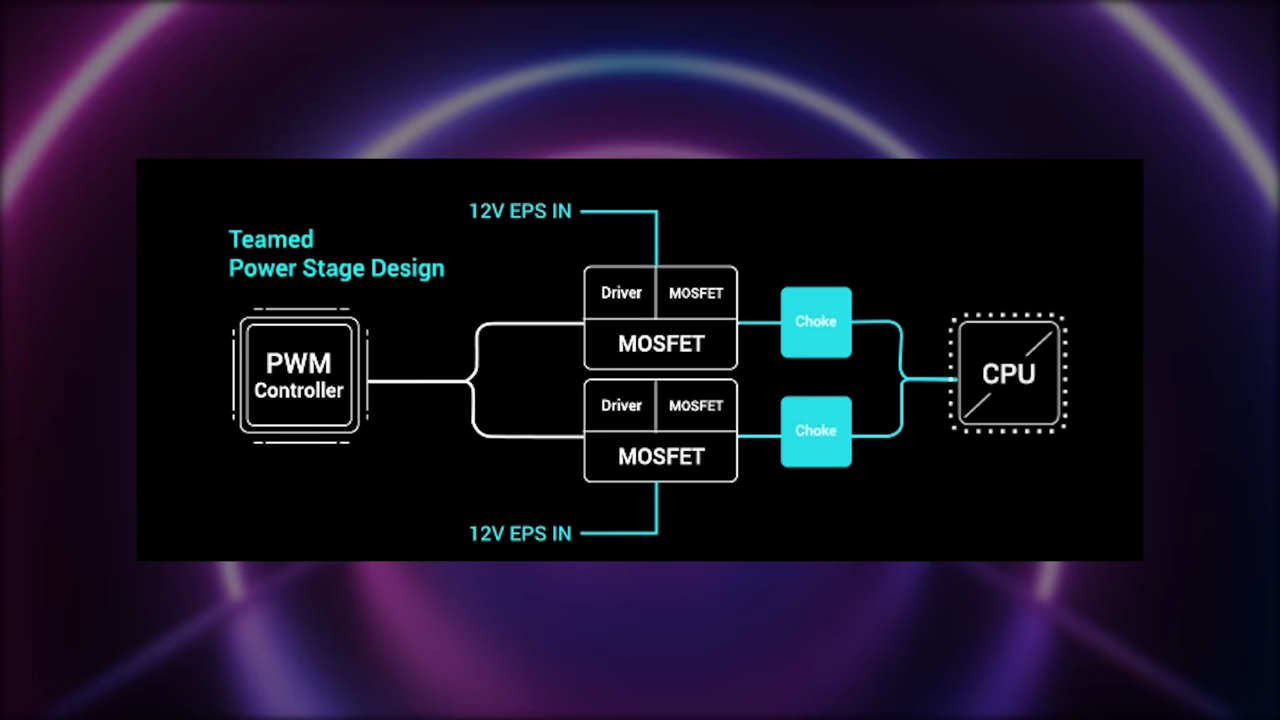 12V EPS IN
Teamed
Power Stage Design
Driver
MOSFET
MOSFET
Choke
PWM
Controller
CPU
Driver
MOSFET
MOSFET
Choke
12V EPS IN